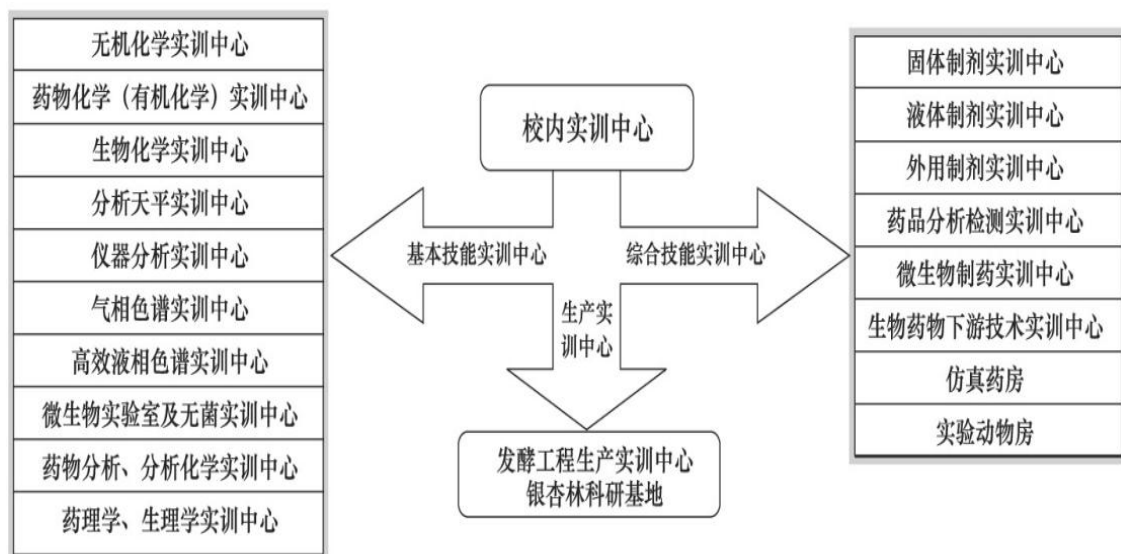 无机化学实训中心
药物化学（有机化学）实训中心
生物化学实训中心
分析天平实训中心
仪器分析实训中心
气相色谱实训中心
高效液相色谱实训中心
微生物实验室及无菌实训中心
药物分析、分析化学实训中心
药理学、生理学实训中心
校内实训中心
基本技能实训中心
综合技能实训中心
生产实
训中心
发酵工程生产实训中心
银杏林科研基地
固体制剂实训中心
液体制剂实训中心
外用制剂实训中心
药品分析检测实训中心
微生物制药实训中心
生物药物下游技术实训中心
仿真药房
实验动物房